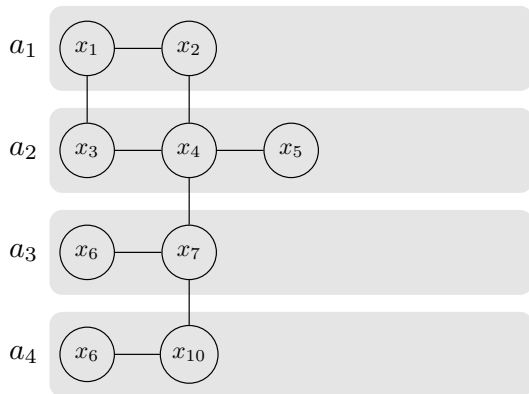 a₁ x₁ x₂
a₂ x₃ x₄ x₅
a₃ x₆ x₇
a₄ x₆ x₁₀